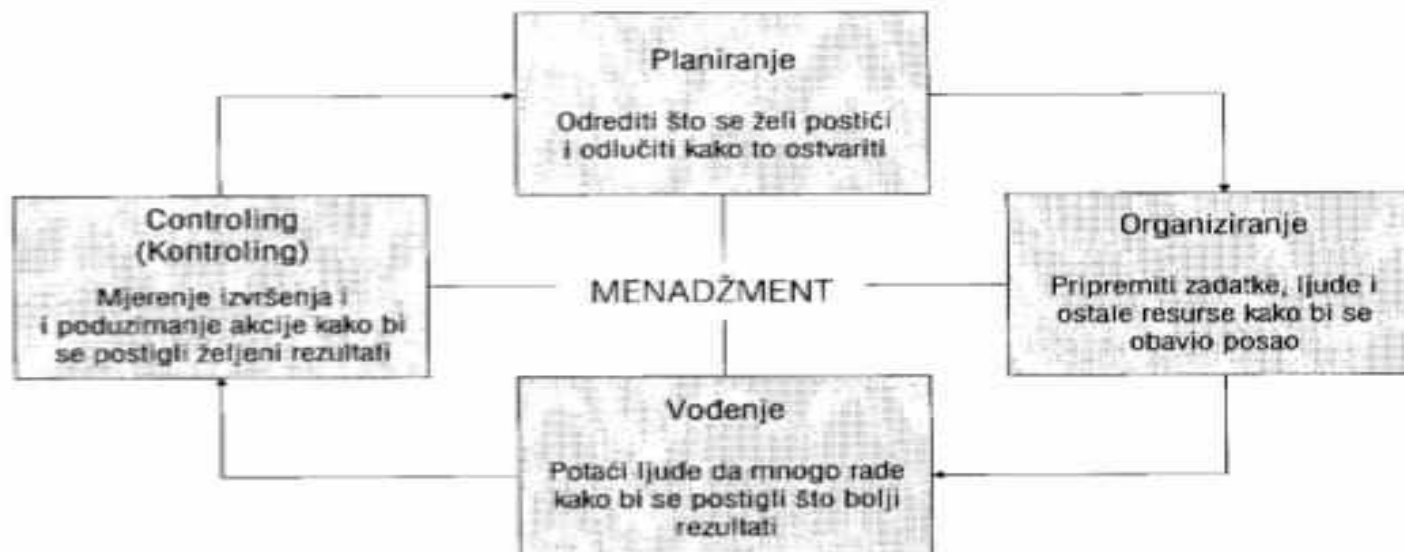 Planiranje
Odrediti što se želi postići
i odlučiti kako to ostvariti
Controling
(Kontroling)
Mjerenje izvršenja i
i poduzimanje akcije kako bi
se postigli željeni rezultati
MENADŽMENT
Organiziranje
Pripremiti zadatke, ljude i
ostale resurse kako bi se
obavio posao
Vođenje
Potaći ljude da mnogo rade
kako bi se postigli što bolji
rezultati